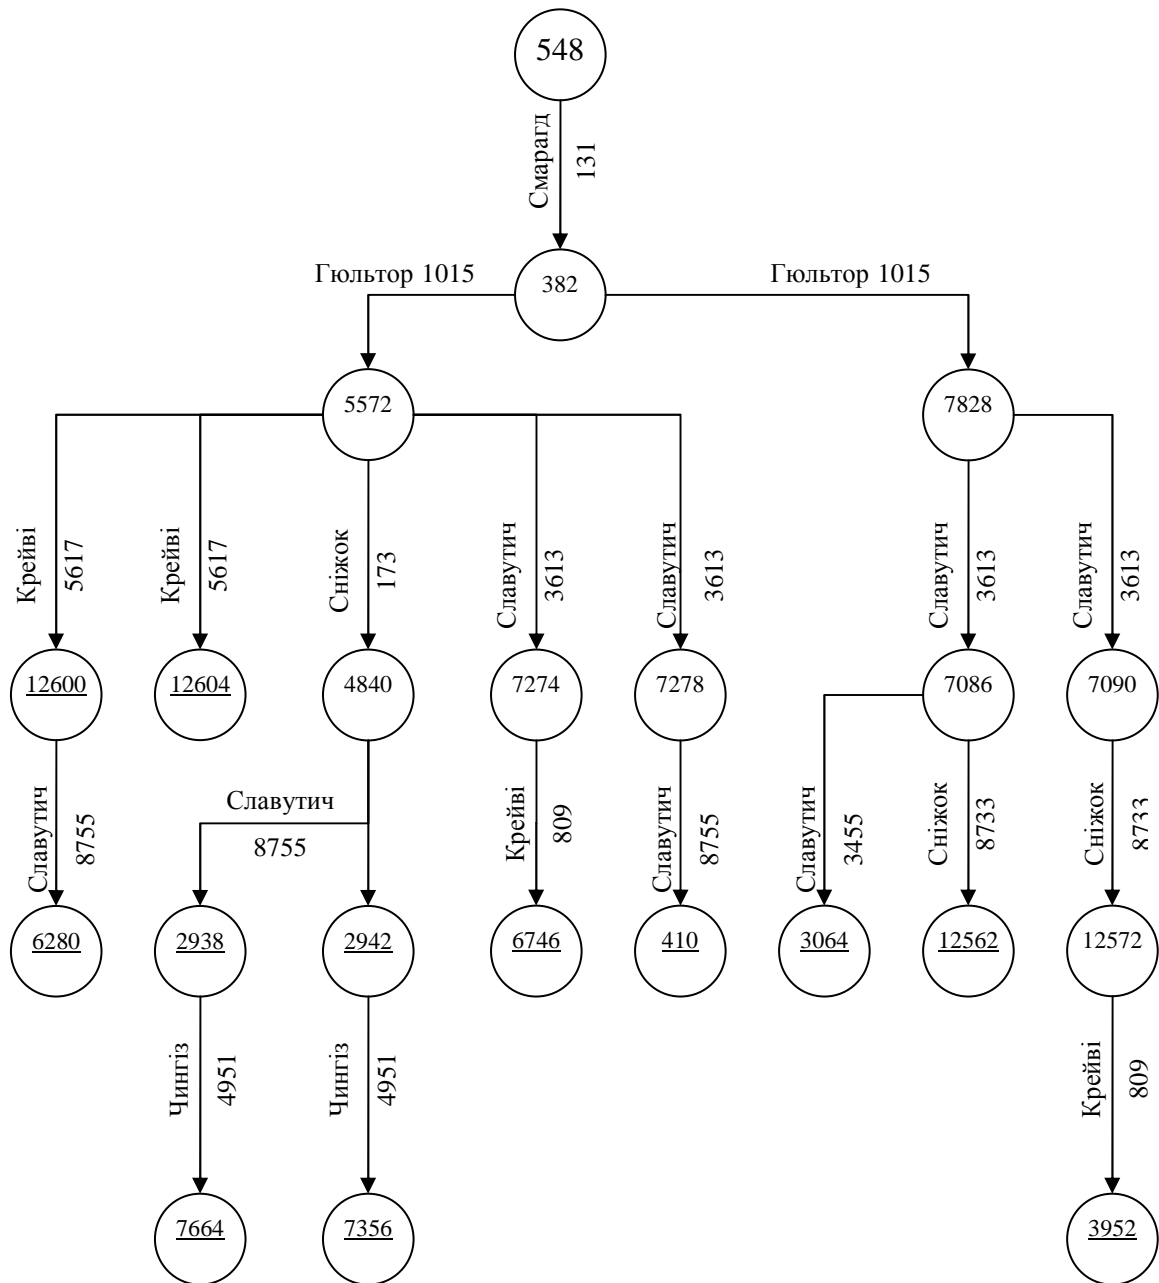 548
Смарагд
131
Гюльтор 1015
382
Гюльтор 1015
5572
7828
Крейві
5617
Крейві
5617
Сніжок
173
Славутич
3613
Славутич
3613
Славутич
3613
Славутич
3613
12600
12604
4840
7274
7278
7086
7090
Славутич
8755
Славутич
8755
Крейві
809
Славутич
8755
Славутич
3455
Сніжок
8733
Сніжок
8733
6280
2938
2942
6746
410
3064
12562
12572
Чингіз
4951
Чингіз
4951
Крейві
809
7664
7356
3952